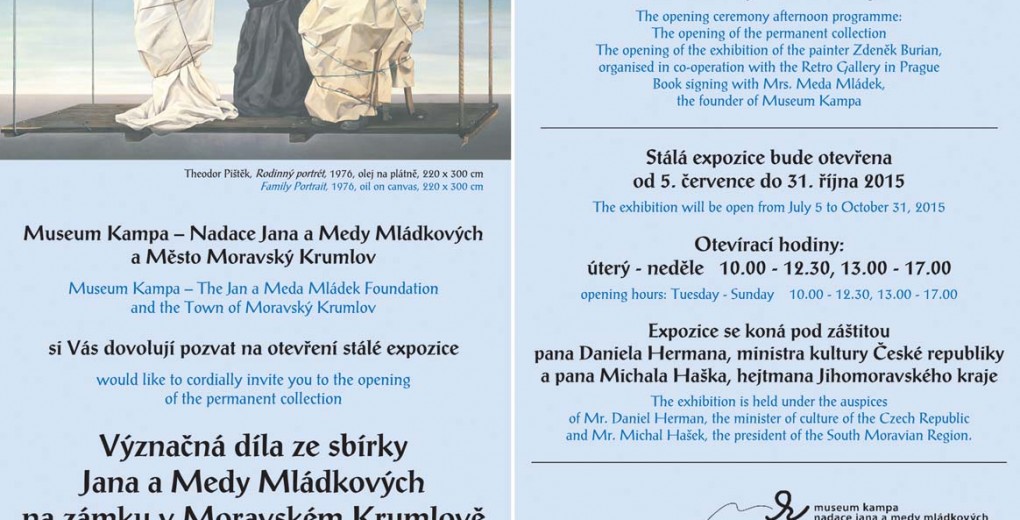 Theodor Pištěk, Rodinný portrét, 1976, olej na plátně, 220 x 300 cm
Family Portrait, 1976, oil on canvas, 220 x 300 cm
Museum Kampa – Nadace Jana a Medy Mládkových
a Město Moravský Krumlov
Museum Kampa – The Jan a Meda Mládek Foundation
and the Town of Moravský Krumlov
si Vás dovolují pozvat na otevření stálé expozice
would like to cordially invite you to the opening
of the permanent collection
Význačná díla ze sbírky
Jana a Medy Mládkových
na zámku v Moravském Krumlově
The opening ceremony afternoon programme:
The opening of the permanent collection
The opening of the exhibition of the painter Zdeněk Burian,
organised in co-operation with the Retro Gallery in Prague
Book signing with Mrs. Meda Mládek,
the founder of Museum Kampa
Stálá expozice bude otevřena
od 5. července do 31. října 2015
The exhibition will be open from July 5 to October 31, 2015
Otevírací hodiny:
úterý - neděle 10.00 - 12.30, 13.00 - 17.00
opening hours: Tuesday - Sunday 10.00 - 12.30, 13.00 - 17.00
Expozice se koná pod záštitou
pana Daniela Hermana, ministra kultury České republiky
a pana Michala Haška, hejtmana Jihomoravského kraje
The exhibition is held under the auspices
of Mr. Daniel Herman, the minister of culture of the Czech Republic
and Mr. Michal Hašek, the president of the South Moravian Region.
museum kampa
nadace jana a medy mládkových